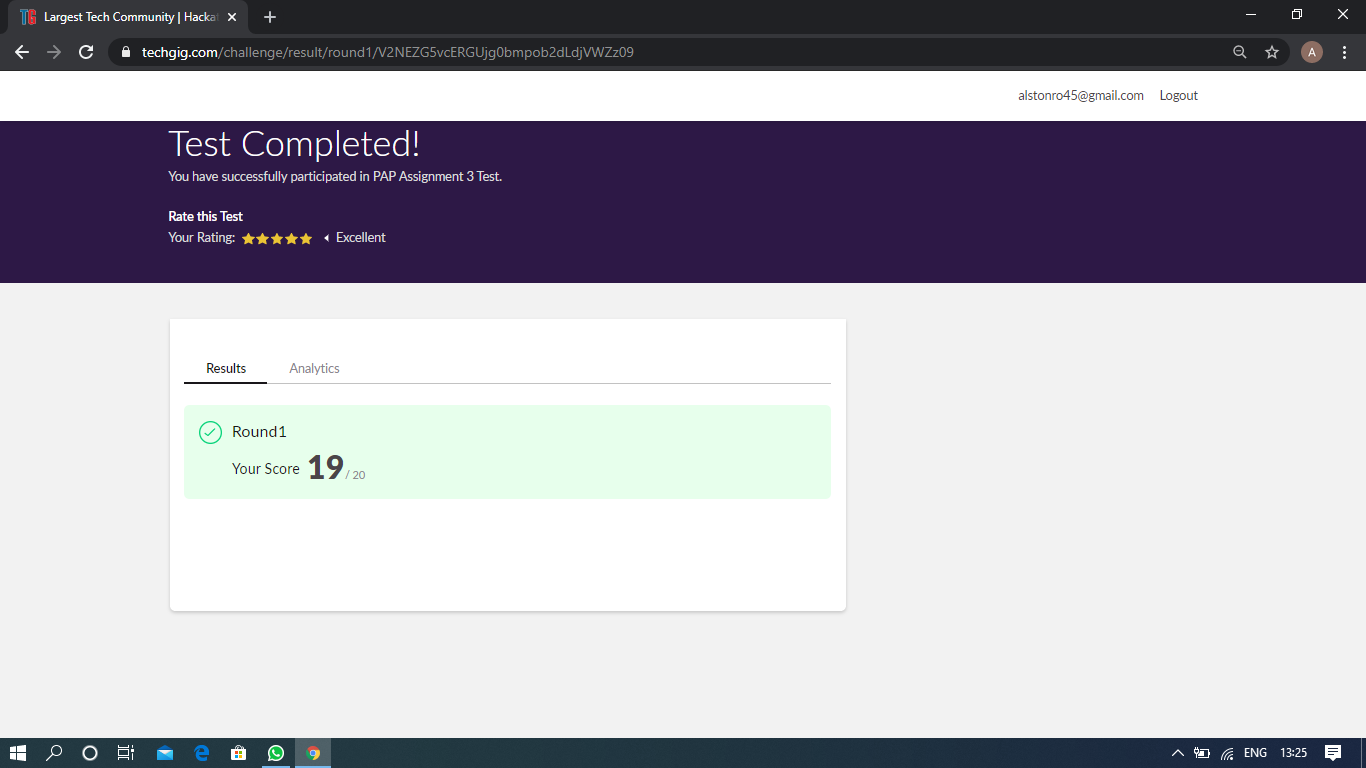 Largest Tech Community | Hacka
techgig.com/challenge/result/round1/V2NEZG5vcERGUjg0bmpob2dLdjVWZz09
A
alstonro45@gmail.com Logout
Test Completed!
You have successfully participated in PAP Assignment 3 Test.
Rate this Test
Your Rating: Excellent
Results Analytics
Round1
Your Score 19 / 20
ENG 13:25